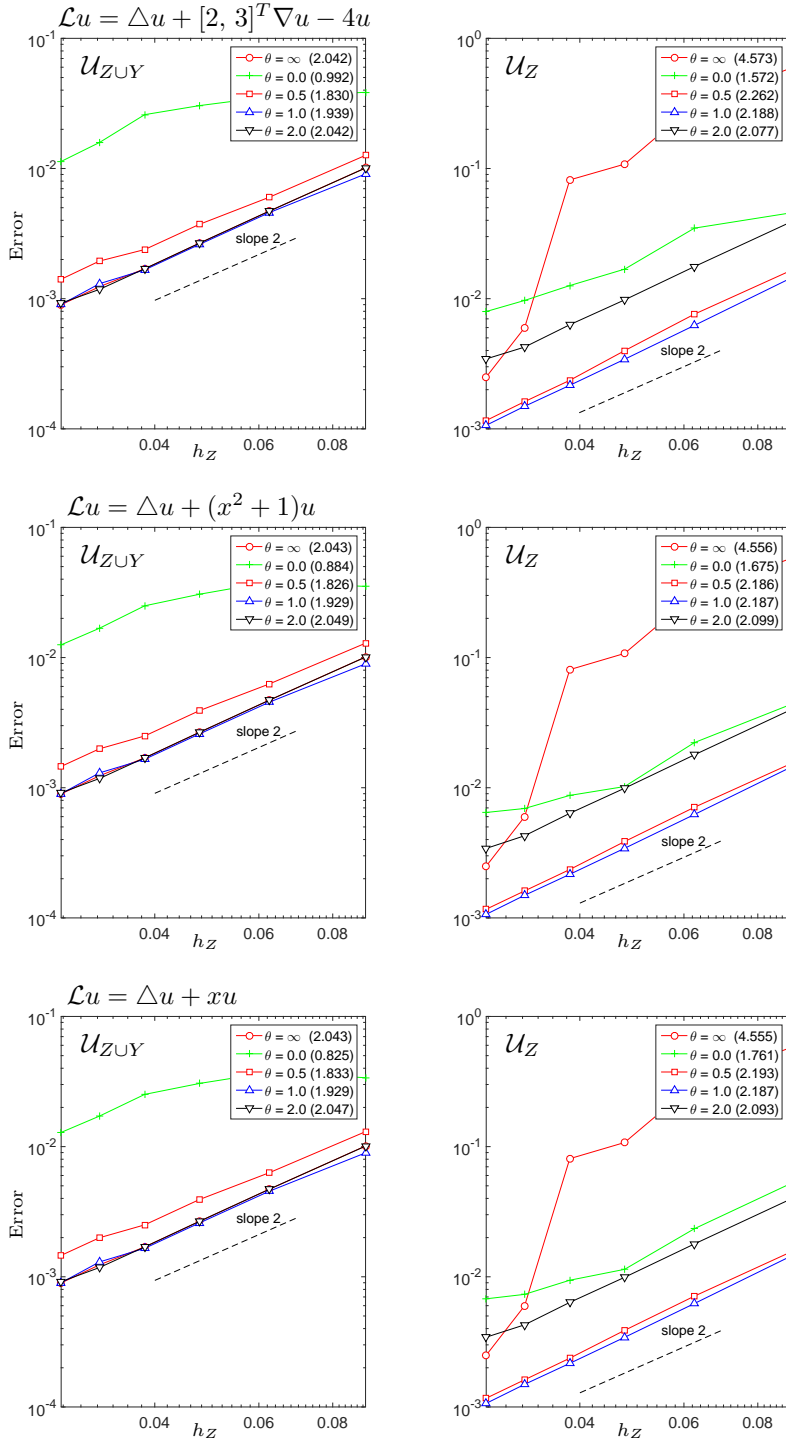 ℒu = △u + [2, 3]^T ∇u − 4u
10^-1
10^-2
10^-3
10^-4
Error
𝒰_{Z∪Y}
θ = ∞ (2.042)
θ = 0.0 (0.992)
θ = 0.5 (1.830)
θ = 1.0 (1.939)
θ = 2.0 (2.042)
slope 2
0.04
0.06
0.08
h_Z
10^0
10^-1
10^-2
10^-3
𝒰_Z
θ = ∞ (4.573)
θ = 0.0 (1.572)
θ = 0.5 (2.262)
θ = 1.0 (2.188)
θ = 2.0 (2.077)
slope 2
0.04
0.06
0.08
h_Z
ℒu = △u + (x^2 + 1)u
10^-1
10^-2
10^-3
10^-4
Error
𝒰_{Z∪Y}
θ = ∞ (2.043)
θ = 0.0 (0.884)
θ = 0.5 (1.826)
θ = 1.0 (1.929)
θ = 2.0 (2.049)
slope 2
0.04
0.06
0.08
h_Z
10^0
10^-1
10^-2
10^-3
𝒰_Z
θ = ∞ (4.556)
θ = 0.0 (1.675)
θ = 0.5 (2.186)
θ = 1.0 (2.187)
θ = 2.0 (2.099)
slope 2
0.04
0.06
0.08
h_Z
ℒu = △u + xu
10^-1
10^-2
10^-3
10^-4
Error
𝒰_{Z∪Y}
θ = ∞ (2.043)
θ = 0.0 (0.825)
θ = 0.5 (1.833)
θ = 1.0 (1.929)
θ = 2.0 (2.047)
slope 2
0.04
0.06
0.08
h_Z
10^0
10^-1
10^-2
10^-3
𝒰_Z
θ = ∞ (4.555)
θ = 0.0 (1.761)
θ = 0.5 (2.193)
θ = 1.0 (2.187)
θ = 2.0 (2.093)
slope 2
0.04
0.06
0.08
h_Z